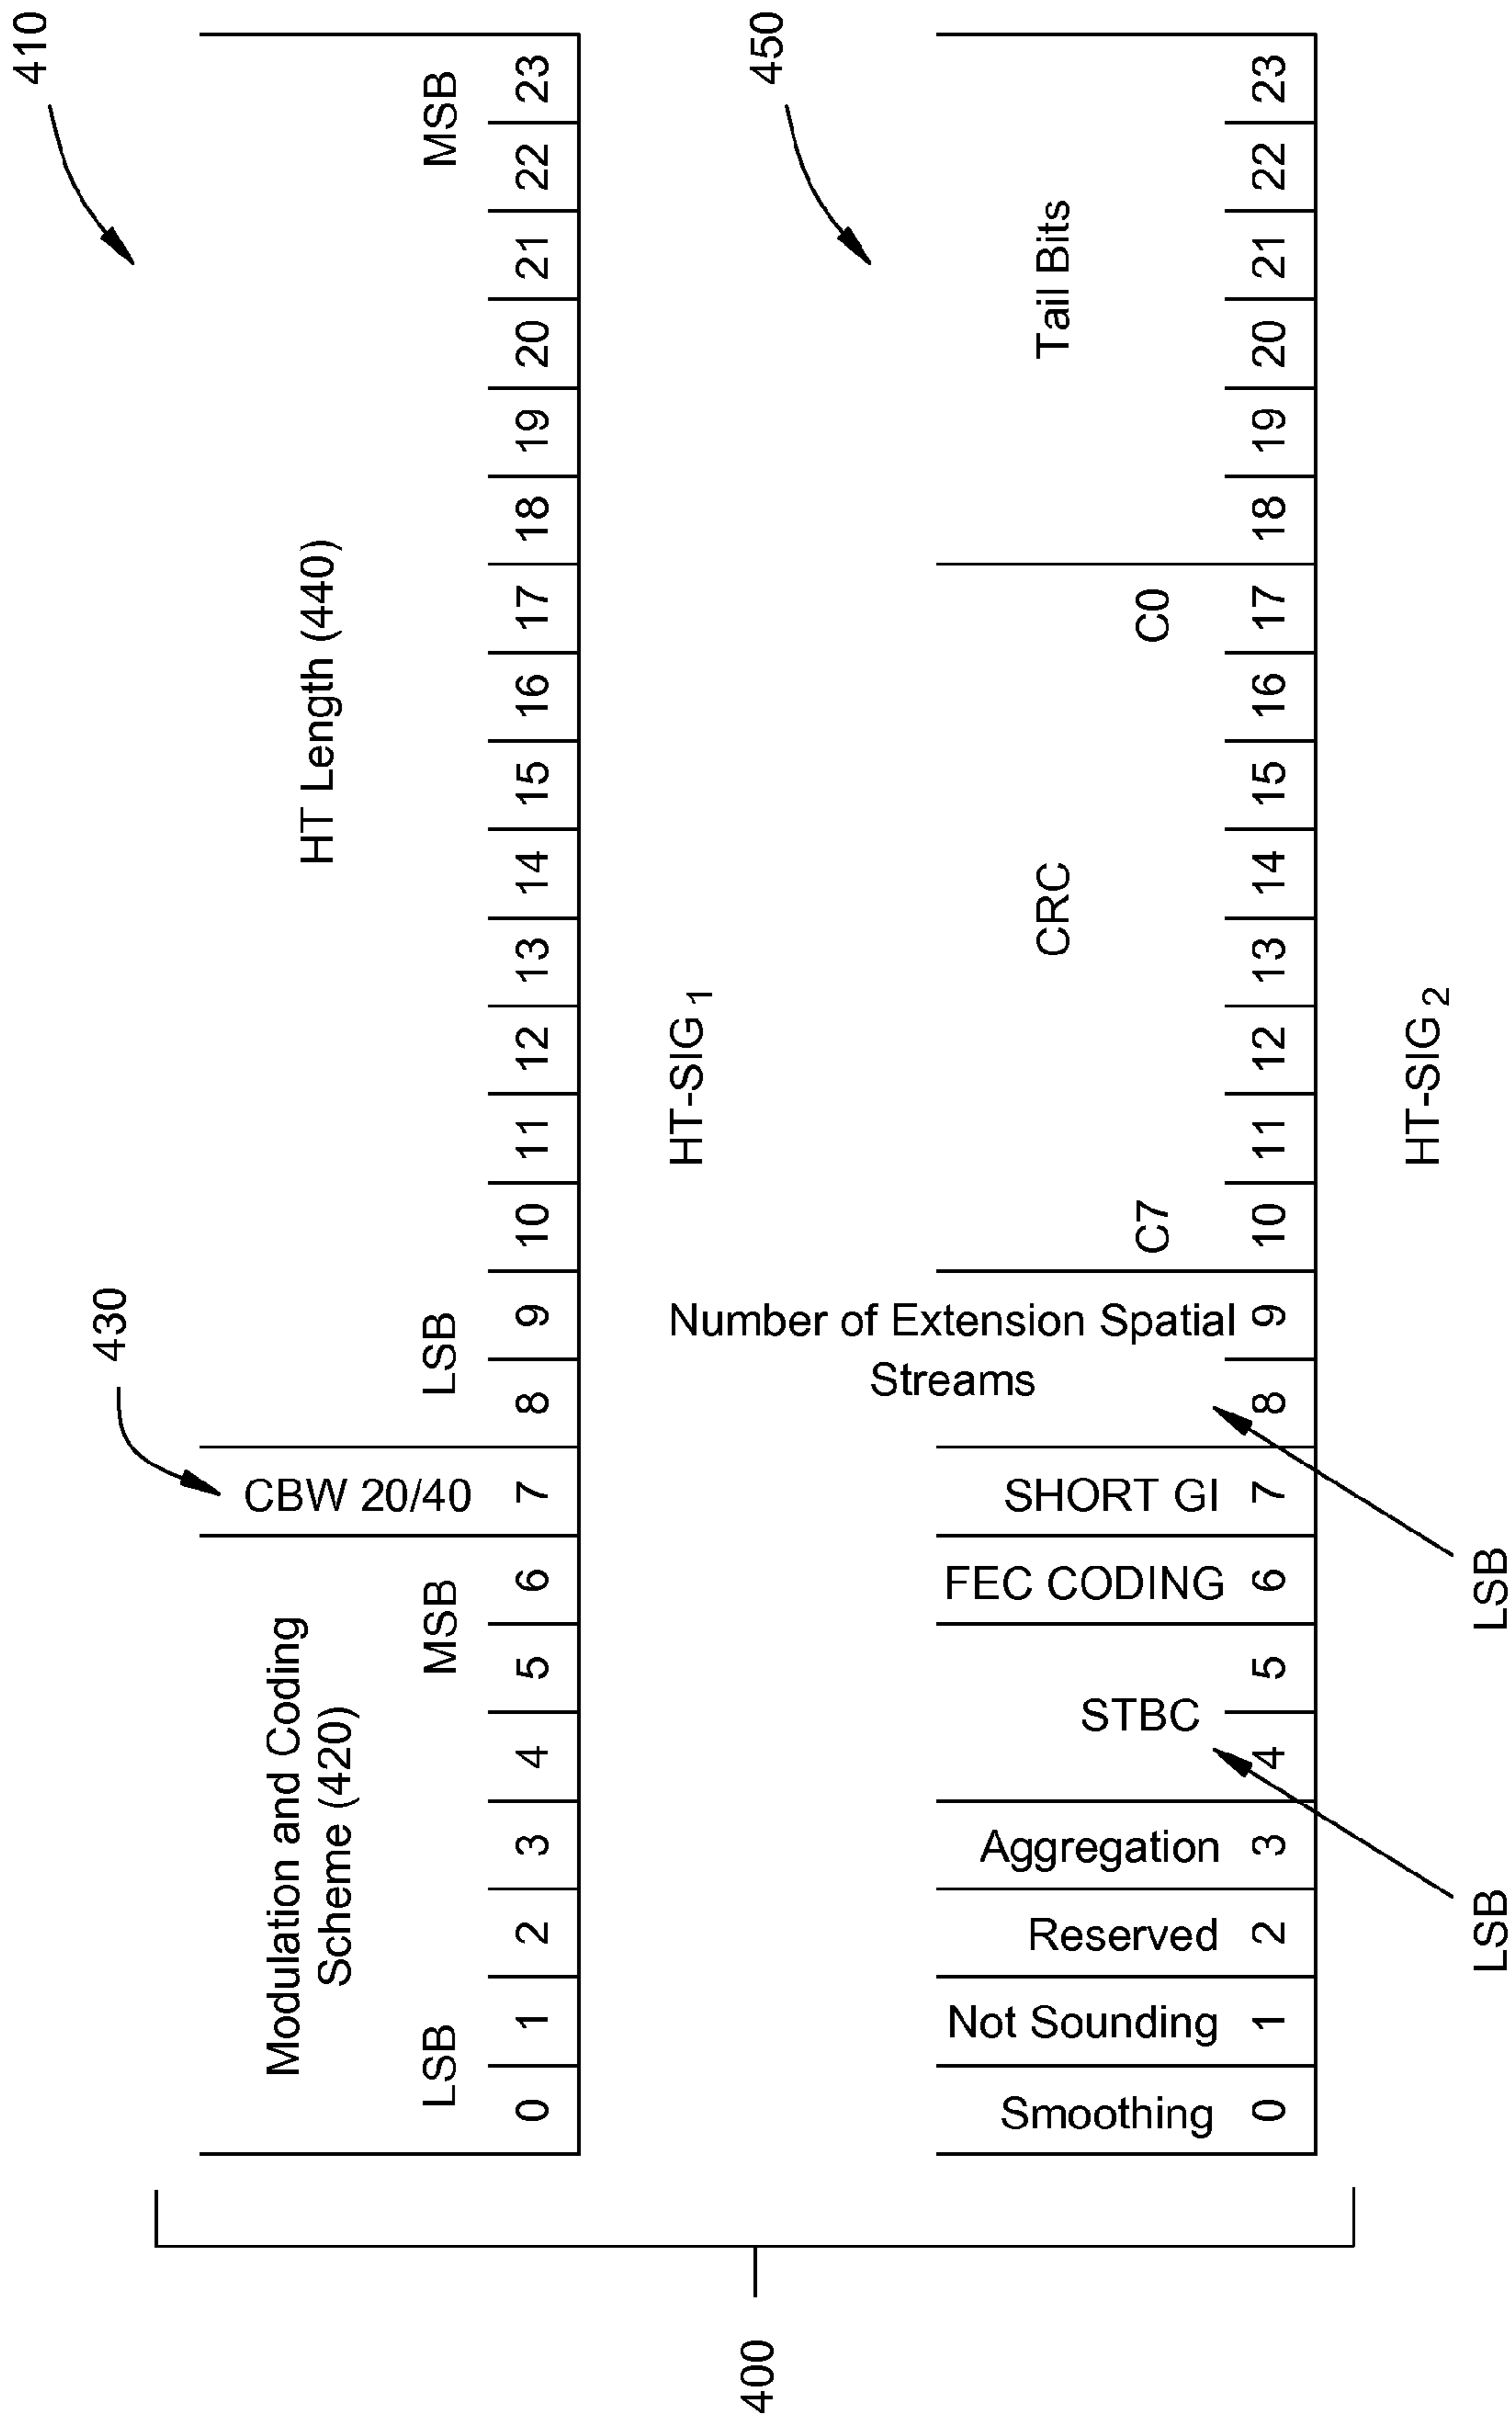 410
Modulation and Coding
Scheme (420)
CBW 20/40
430
HT Length (440)
LSB
MSB
LSB
MSB
0 1 2 3 4 5 6 7 8 9 10 11 12 13 14 15 16 17 18 19 20 21 22 23
HT-SIG 1
400
450
Smoothing
Not Sounding
Reserved
Aggregation
STBC
FEC CODING
SHORT GI
Number of Extension Spatial
Streams
CRC
C7
C0
Tail Bits
0 1 2 3 4 5 6 7 8 9 10 11 12 13 14 15 16 17 18 19 20 21 22 23
LSB
LSB
HT-SIG 2